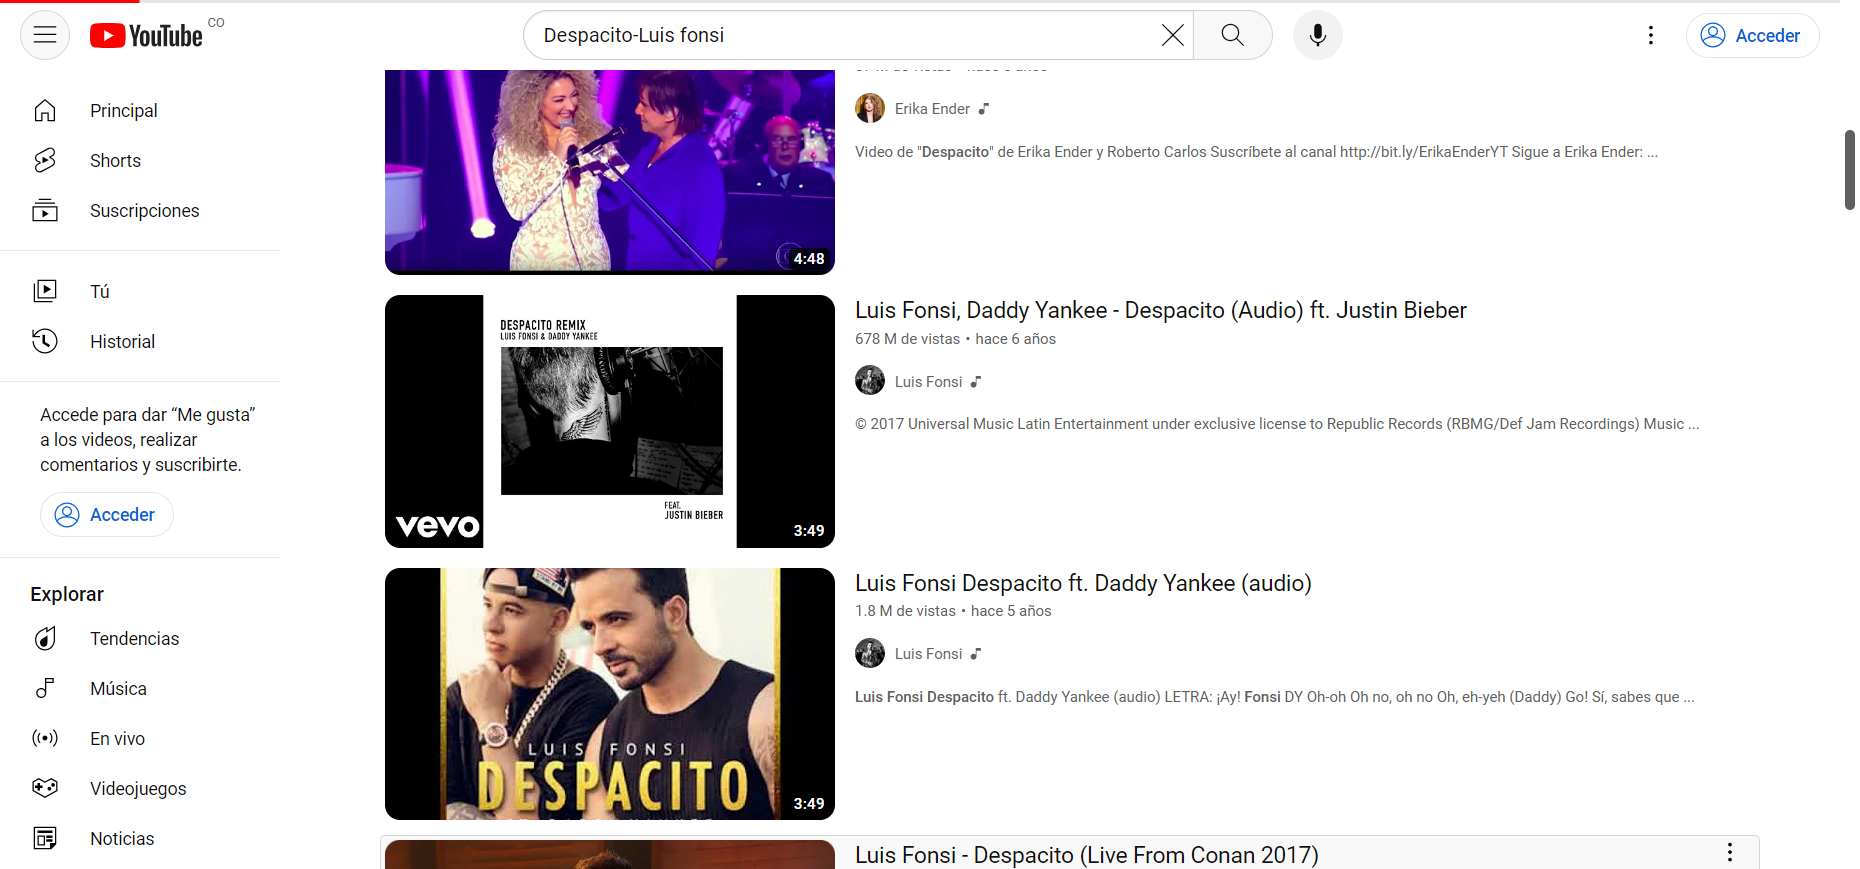 YouTube CO
Despacito-Luis fonsi
Acceder
Principal
Shorts
Suscripciones
Tú
Historial
Accede para dar “Me gusta”
a los videos, realizar
comentarios y suscribirte.
Acceder
Explorar
Tendencias
Música
En vivo
Videojuegos
Noticias
4:48
Erika Ender
Video de "Despacito" de Erika Ender y Roberto Carlos Suscríbete al canal http://bit.ly/ErikaEnderYT Sigue a Erika Ender: ...
DESPACITO REMIX
LUIS FONSI & DADDY YANKEE
FEAT.
JUSTIN BIEBER
vevo
3:49
Luis Fonsi, Daddy Yankee - Despacito (Audio) ft. Justin Bieber
678 M de vistas • hace 6 años
Luis Fonsi
© 2017 Universal Music Latin Entertainment under exclusive license to Republic Records (RBMG/Def Jam Recordings) Music ...
LUIS FONSI
DESPACITO
3:49
Luis Fonsi Despacito ft. Daddy Yankee (audio)
1.8 M de vistas • hace 5 años
Luis Fonsi
Luis Fonsi Despacito ft. Daddy Yankee (audio) LETRA: ¡Ay! Fonsi DY Oh-oh Oh no, oh no Oh, eh-yeh (Daddy) Go! Sí, sabes que ...
Luis Fonsi - Despacito (Live From Conan 2017)